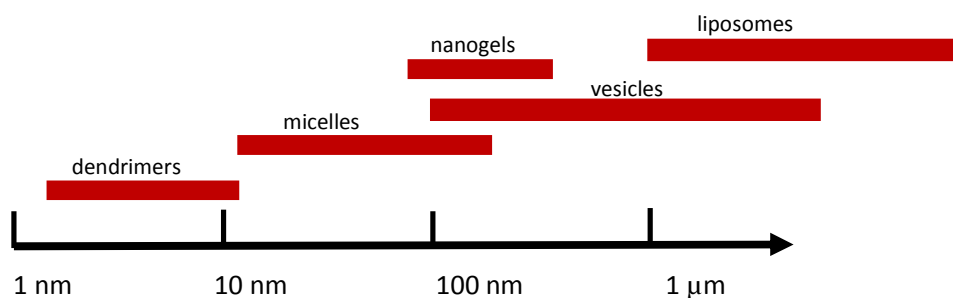 liposomes
nanogels
vesicles
micelles
dendrimers
1 nm 10 nm 100 nm 1 μm